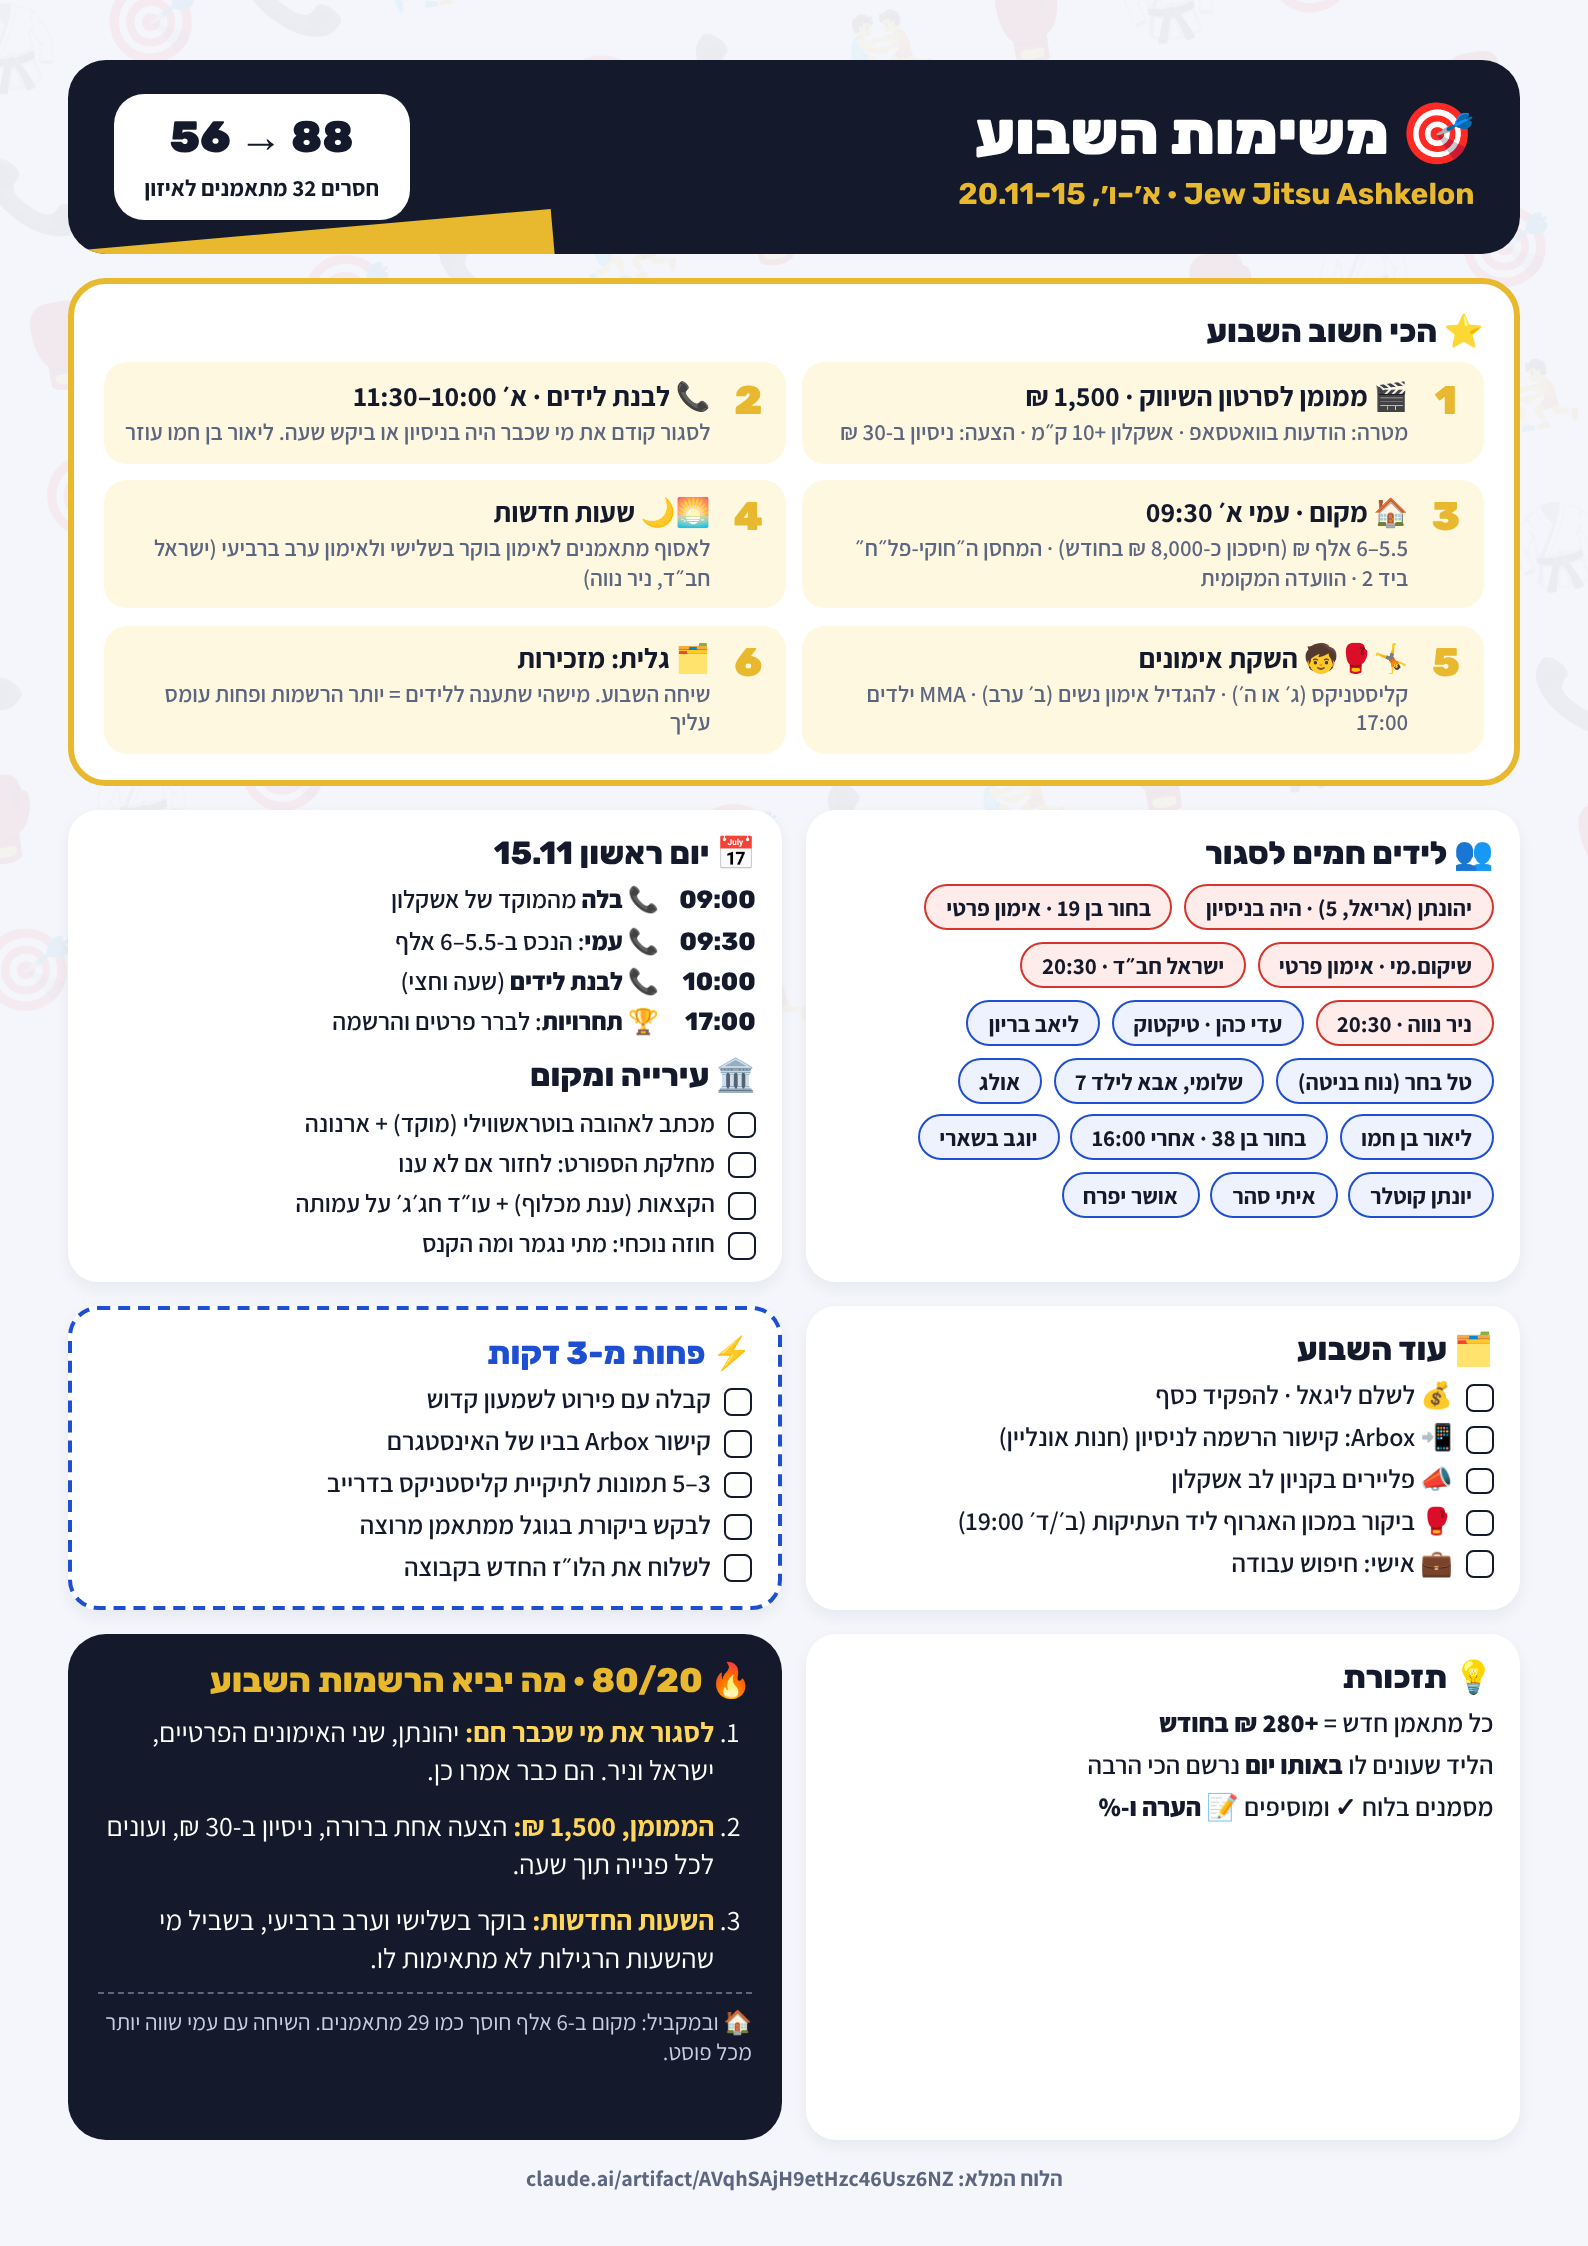 🎯 משימות השבוע
Jew Jitsu Ashkelon • א׳–ו׳, 15–20.11
56 → 88
חסרים 32 מתאמנים לאיזון
⭐ הכי חשוב השבוע
1
🎬 ממומן לסרטון השיווק · 1,500 ₪
מטרה: הודעות בוואטסאפ · אשקלון +10 ק״מ · הצעה: ניסיון ב-30 ₪
2
📞 לבנת לידים · א׳ 10:00–11:30
לסגור קודם את מי שכבר היה בניסיון או ביקש שעה. ליאור בן חמו עוזר
3
🏠 מקום · עמי א׳ 09:30
5.5–6 אלף ₪ (חיסכון כ-8,000 ₪ בחודש) · המחסן ה״חוקי-פל״ח״
ביד 2 · הוועדה המקומית
4
🌅🌙 שעות חדשות
לאסוף מתאמנים לאימון בוקר בשלישי ולאימון ערב ברביעי (ישראל
חב״ד, ניר נווה)
5
🤸🥊🧒 השקת אימונים
קליסטניקס (ג׳ או ה׳) · להגדיל אימון נשים (ב׳ ערב) · MMA ילדים
17:00
6
🗂️ גלית: מזכירות
שיחה השבוע. מישהי שתענה ללידים = יותר הרשמות ופחות עומס
עליך
👥 לידים חמים לסגור
יהונתן (אריאל, 5) · היה בניסיון
בחור בן 19 · אימון פרטי
שיקום.מי · אימון פרטי
ישראל חב״ד · 20:30
ניר נווה · 20:30
עדי כהן · טיקטוק
ליאב בריון
טל בחר (נוח בניטה)
שלומי, אבא לילד 7
אולג
ליאור בן חמו
בחור בן 38 · אחרי 16:00
יוגב בשארי
יונתן קוטלר
איתי סהר
אושר יפרח
📅 יום ראשון 15.11
09:00 📞 בלה מהמוקד של אשקלון
09:30 📞 עמי: הנכס ב-5.5–6 אלף
10:00 📞 לבנת לידים (שעה וחצי)
17:00 🏆 תחרויות: לברר פרטים והרשמה
🏛️ עירייה ומקום
מכתב לאהובה בוטראשווילי (מוקד) + ארנונה
מחלקת הספורט: לחזור אם לא ענו
הקצאות (ענת מכלוף) + עו״ד חג׳ג׳ על עמותה
חוזה נוכחי: מתי נגמר ומה הקנס
🗂️ עוד השבוע
💰 לשלם ליגאל · להפקיד כסף
📲 Arbox: קישור הרשמה לניסיון (חנות אונליין)
📣 פליירים בקניון לב אשקלון
🥊 ביקור במכון האגרוף ליד העתיקות (ב׳/ד׳ 19:00)
💼 אישי: חיפוש עבודה
⚡ פחות מ-3 דקות
קבלה עם פירוט לשמעון קדוש
קישור Arbox בביו של האינסטגרם
3–5 תמונות לתיקיית קליסטניקס בדרייב
לבקש ביקורת בגוגל ממתאמן מרוצה
לשלוח את הלו״ז החדש בקבוצה
💡 תזכורת
כל מתאמן חדש = +280 ₪ בחודש
הליד שעונים לו באותו יום נרשם הכי הרבה
מסמנים בלוח ✓ ומוסיפים 📝 הערה ו-%
🔥 80/20 · מה יביא הרשמות השבוע
1. לסגור את מי שכבר חם: יהונתן, שני האימונים הפרטיים,
ישראל וניר. הם כבר אמרו כן.
2. הממומן, 1,500 ₪: הצעה אחת ברורה, ניסיון ב-30 ₪, ועונים
לכל פנייה תוך שעה.
3. השעות החדשות: בוקר בשלישי וערב ברביעי, בשביל מי
שהשעות הרגילות לא מתאימות לו.
🏠 ובמקביל: מקום ב-6 אלף חוסך כמו 29 מתאמנים. השיחה עם עמי שווה יותר
מכל פוסט.
הלוח המלא: claude.ai/artifact/AVqhSAjH9etHzc46Usz6NZ